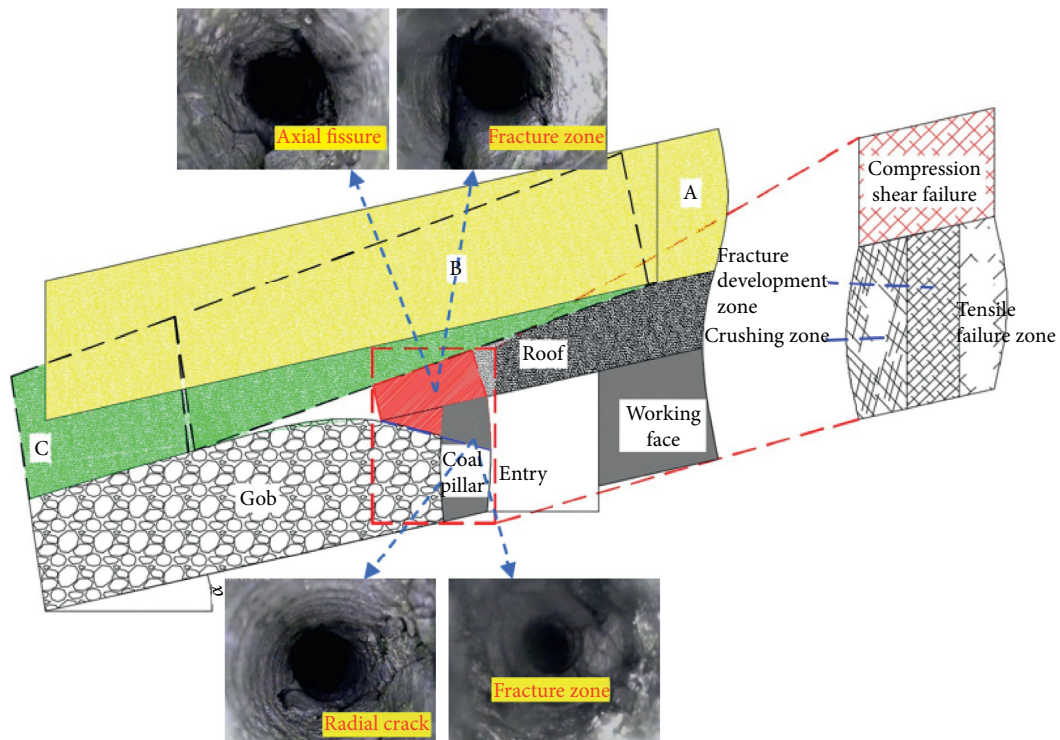 Axial fissure
Fracture zone
A
B
C
Compression
shear failure
Fracture
development
zone
Crushing zone
Tensile
failure zone
Roof
Working
face
Coal
pillar
Entry
Gob
α
Radial crack
Fracture zone